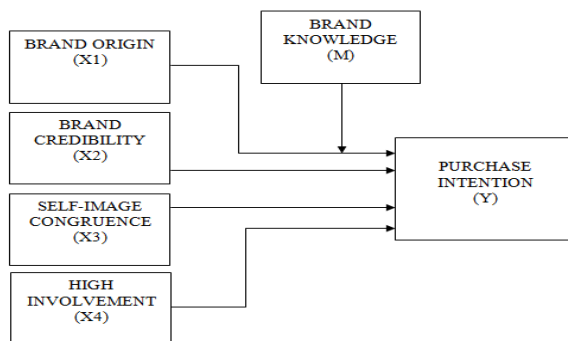 BRAND ORIGIN
(X1)
BRAND
KNOWLEDGE
(M)
BRAND
CREDIBILITY
(X2)
SELF-IMAGE
CONGRUENCE
(X3)
HIGH
INVOLVEMENT
(X4)
PURCHASE
INTENTION
(Y)